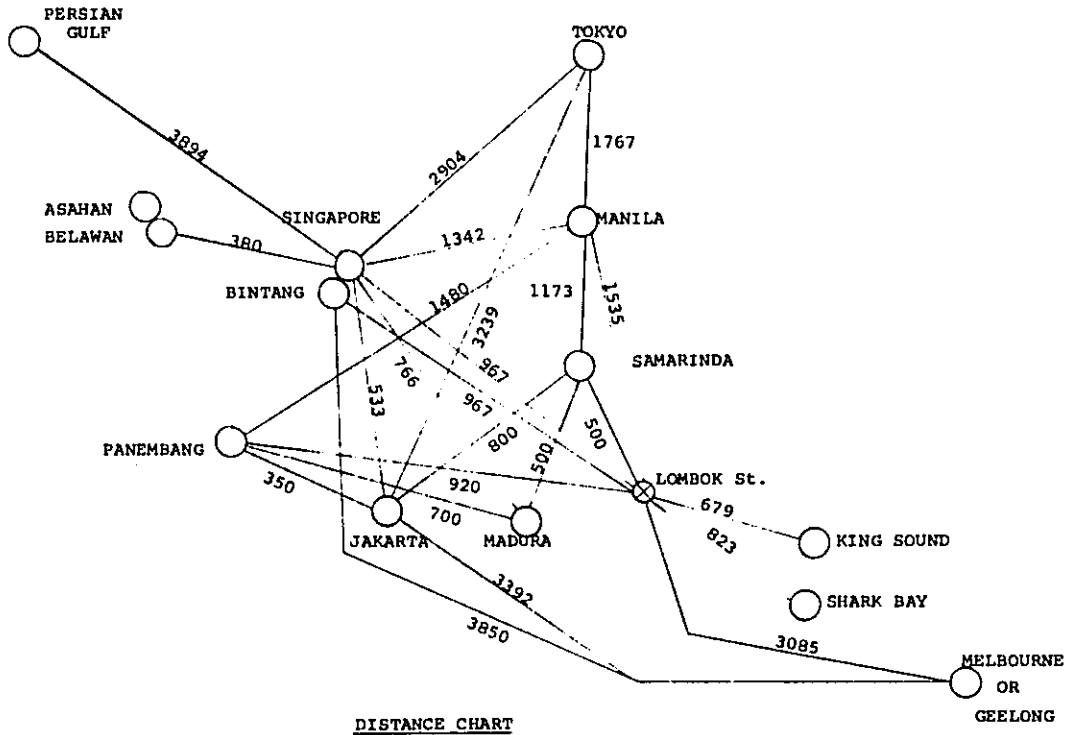 PERSIAN
GULF
TOKYO
3894
2904
1767
ASAHAN
BELAWAN
SINGAPORE
MANILA
380
1342
BINTANG
1480
1173
1535
3239
SAMARINDA
766
967
533
967
800
500
500
PANEMBANG
LOMBOK St.
350
920
700
679
823
JAKARTA
MADURA
KING SOUND
3392
SHARK BAY
3850
3085
MELBOURNE
OR
GEELONG
DISTANCE CHART